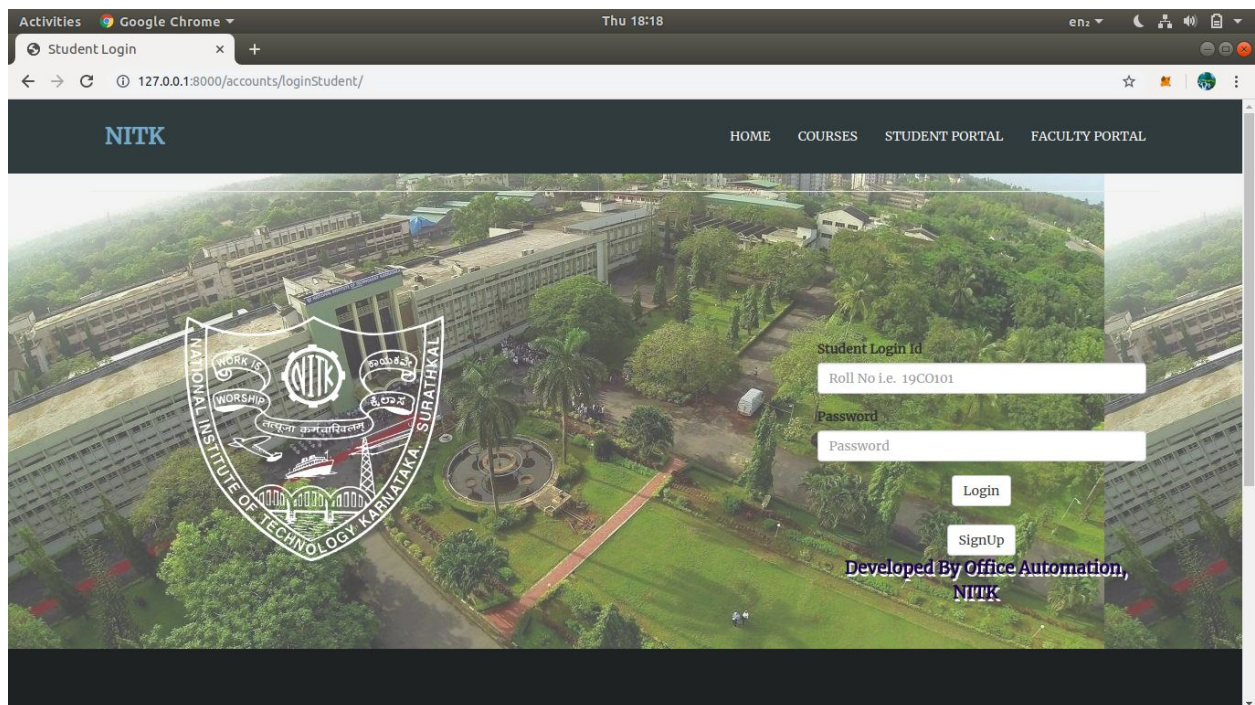 Activities Google Chrome Thu 18:18 en₂
Student Login
127.0.0.1:8000/accounts/loginStudent/
NITK HOME COURSES STUDENT PORTAL FACULTY PORTAL
NATIONAL INSTITUTE OF TECHNOLOGY KARNATAKA, SURATHKAL
WORK IS
WORSHIP
NITK
ಕಾಯಕವೇ
ಕೈಲಾಸ
Student Login Id
Roll No i.e. 19CO101
Password
Password
Login
SignUp
Developed By Office Automation,
NITK